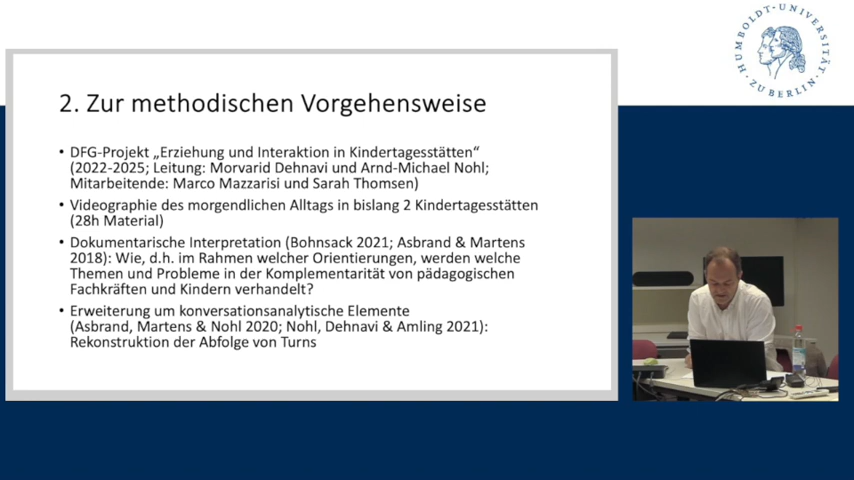 HUMBOLDT-UNIVERSITÄT
ZU BERLIN
2. Zur methodischen Vorgehensweise
• DFG-Projekt „Erziehung und Interaktion in Kindertagesstätten“
(2022-2025; Leitung: Morvarid Dehnavi und Arnd-Michael Nohl;
Mitarbeitende: Marco Mazzarisi und Sarah Thomsen)
• Videographie des morgendlichen Alltags in bislang 2 Kindertagesstätten
(28h Material)
• Dokumentarische Interpretation (Bohnsack 2021; Asbrand & Martens
2018): Wie, d.h. im Rahmen welcher Orientierungen, werden welche
Themen und Probleme in der Komplementarität von pädagogischen
Fachkräften und Kindern verhandelt?
• Erweiterung um konversationsanalytische Elemente
(Asbrand, Martens & Nohl 2020; Nohl, Dehnavi & Amling 2021):
Rekonstruktion der Abfolge von Turns